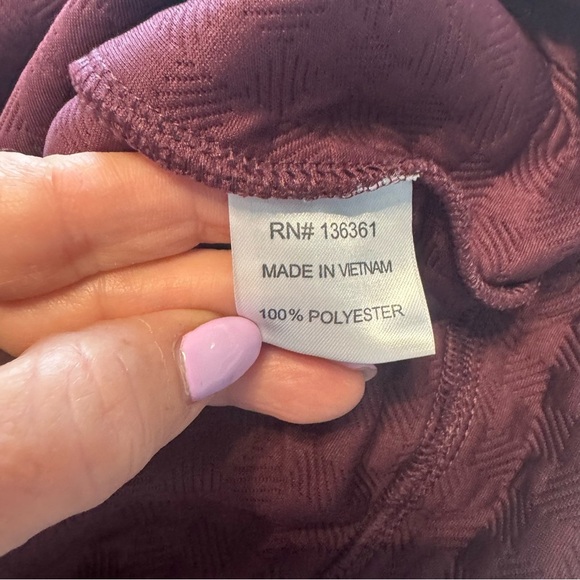 RN# 136361
MADE IN VIETNAM
100% POLYESTER